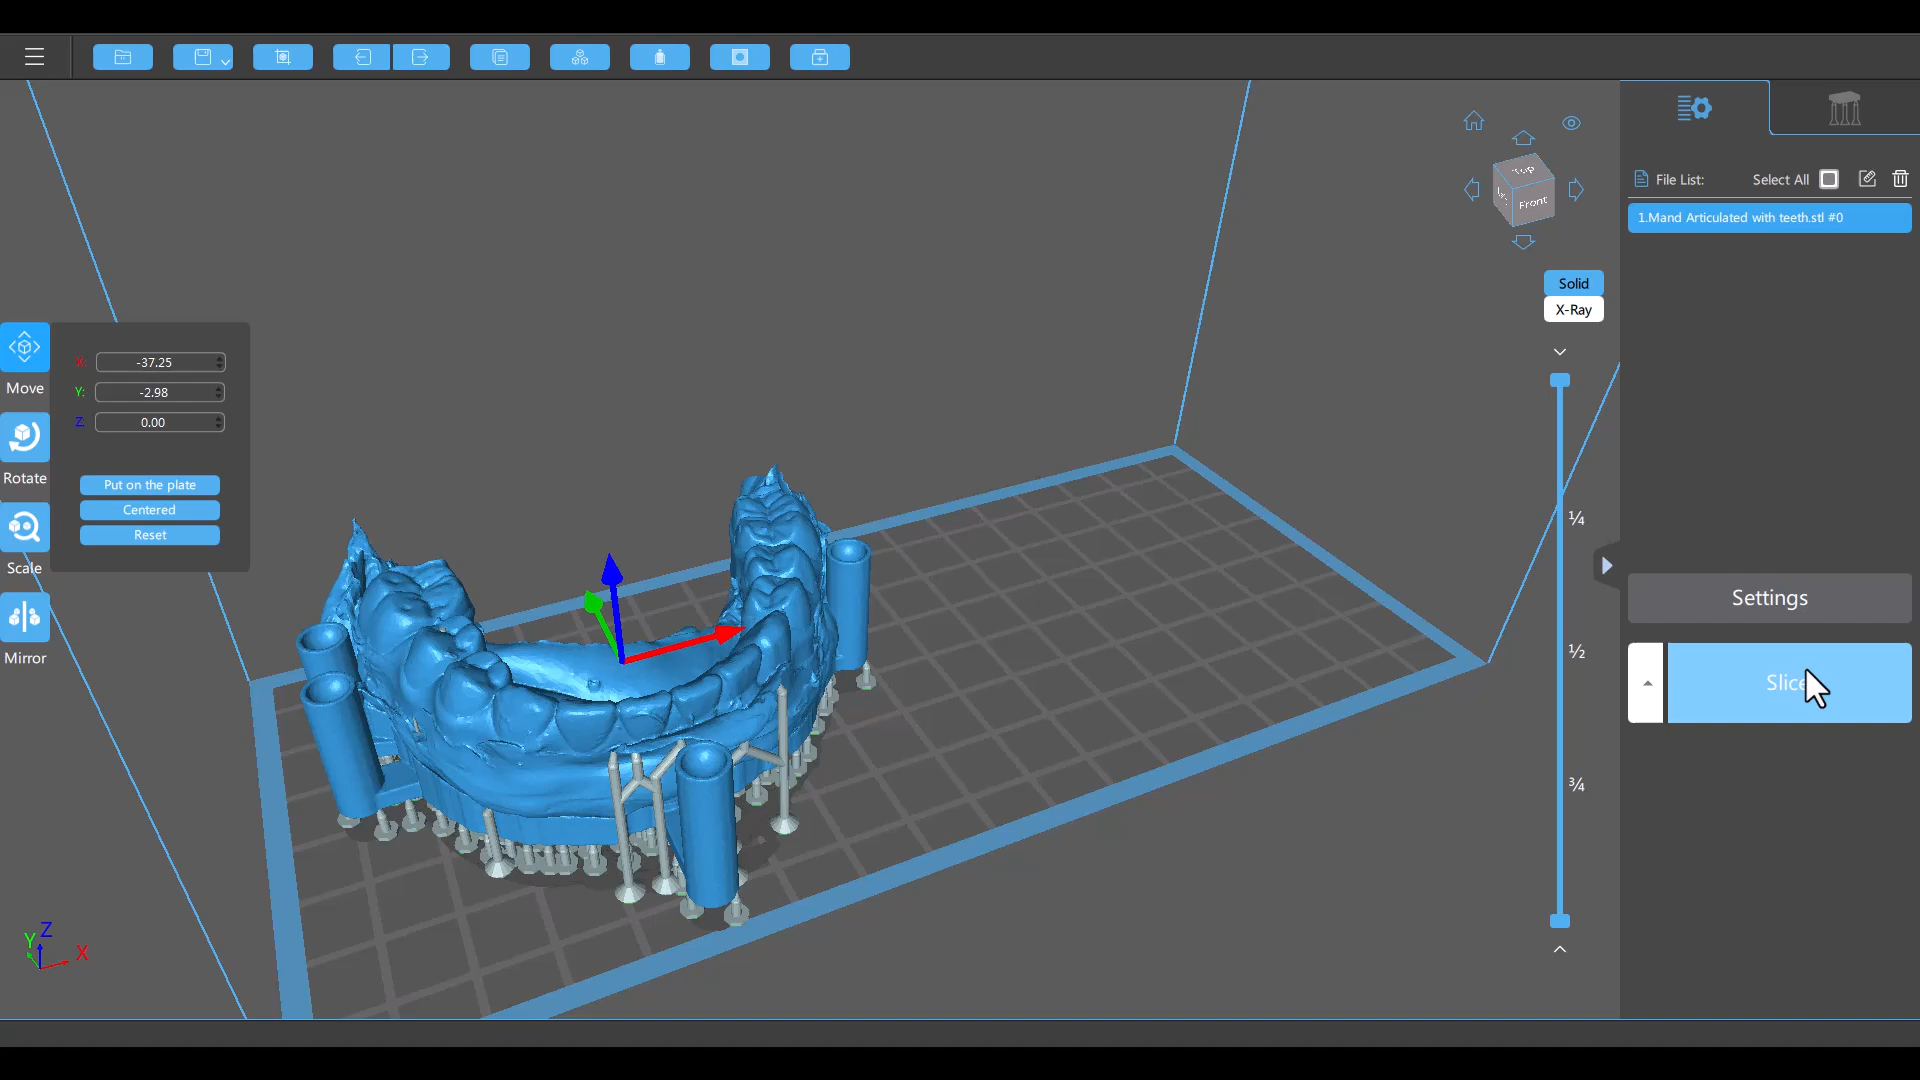 Top
Front
File List:
Select All
1.Mand Articulated with teeth.stl #0
Solid
X-Ray
X: -37.25
Y: -2.98
Z: 0.00
Move
Put on the plate
Centered
Reset
Rotate
Scale
Mirror
¼
½
¾
Settings
Slice
Z
Y
X